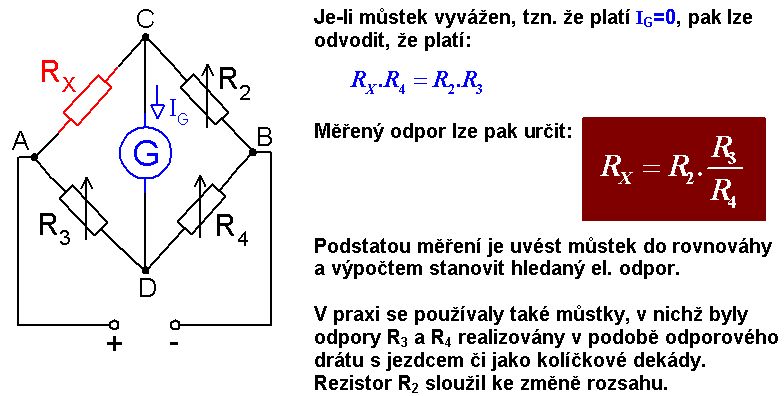 C
R_X
R_2
I_G
A
B
G
R_3
R_4
D
+ -
Je-li můstek vyvážen, tzn. že platí I_G=0, pak lze
odvodit, že platí:
R_X.R_4 = R_2.R_3
Měřený odpor lze pak určit:
R_X = R_2. R_3 / R_4
Podstatou měření je uvést můstek do rovnováhy
a výpočtem stanovit hledaný el. odpor.
V praxi se používaly také můstky, v nichž byly
odpory R_3 a R_4 realizovány v podobě odporového
drátu s jezdcem či jako kolíčkové dekády.
Rezistor R_2 sloužil ke změně rozsahu.